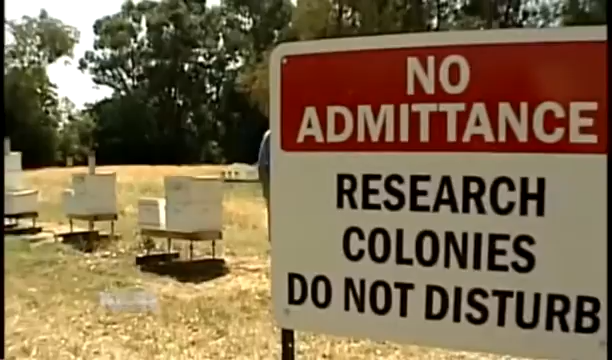 NO
ADMITTANCE
RESEARCH
COLONIES
DO NOT DISTURB